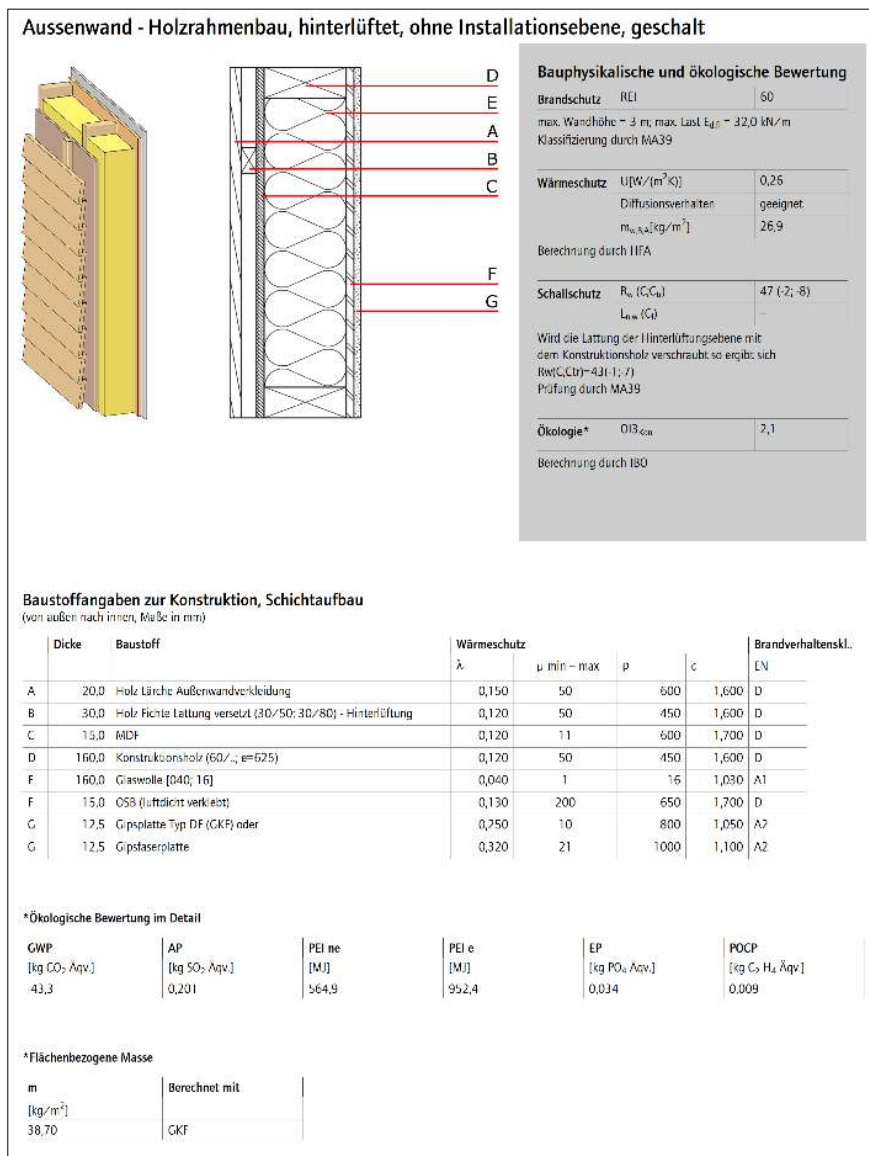 Aussenwand - Holzrahmenbau, hinterlüftet, ohne Installationsebene, geschalt
D
E
A
B
C
F
G
Bauphysikalische und ökologische Bewertung
Brandschutz REI 60
max. Wandhöhe = 3 m; max. Last = 32,0 kN/m
Klassifizierung durch MA39
Wärmeschutz U[W/(m²K)] 0,26
Diffusionsverhalten geeignet
[kg/m²] 26,9
Berechnung durch HFA
Schallschutz 47 (-2; -8)
–
Wird die Lattung der Hinterlüftungsebene mit
dem Konstruktionsholz verschraubt so ergibt sich
Rw(C,Ctr)=43(-1;-7)
Prüfung durch MA39
Ökologie* 2,1
Berechnung durch IBO
Baustoffangaben zur Konstruktion, Schichtaufbau
(von außen nach innen, Maße in mm)
Dicke Baustoff Wärmeschutz Brandverhaltenskl..
λ μ min – max ρ c EN
A 20,0 Holz Lärche Außenwandverkleidung 0,150 50 600 1,600 D
B 30,0 Holz Fichte Lattung versetzt (30/50; 30/80) - Hinterlüftung 0,120 50 450 1,600 D
C 15,0 MDF 0,120 11 600 1,700 D
D 160,0 Konstruktionsholz (60/..; e=625) 0,120 50 450 1,600 D
E 160,0 Glaswolle [040; 16] 0,040 1 16 1,030 A1
F 15,0 OSB (luftdicht verklebt) 0,130 200 650 1,700 D
G 12,5 Gipsplatte Typ DF (GKF) oder 0,250 10 800 1,050 A2
G 12,5 Gipsfaserplatte 0,320 21 1000 1,100 A2
*Ökologische Bewertung im Detail
GWP AP PEI ne PEI e EP POCP
[kg CO₂ Äqv.] [kg SO₂ Äqv.] [MJ] [MJ] [kg PO₄ Äqv.] [kg C₂ H₄ Äqv.]
-43,3 0,201 564,9 952,4 0,034 0,009
*Flächenbezogene Masse
m Berechnet mit
[kg/m²]
38,70 GKF